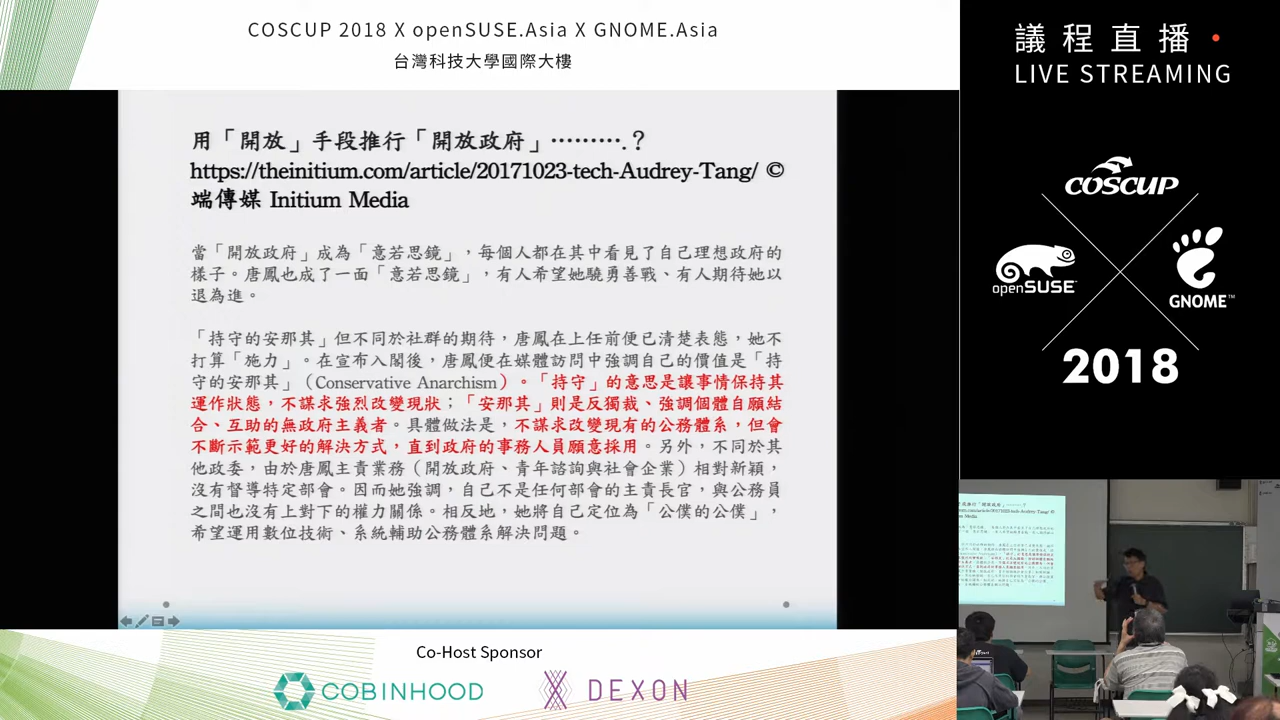 COSCUP 2018 X openSUSE.Asia X GNOME.Asia
台灣科技大學國際大樓
用「開放」手段推行「開放政府」⋯⋯⋯.？
https://theinitium.com/article/20171023-tech-Audrey-Tang/ ©
端傳媒 Initium Media
當「開放政府」成為「意若思鏡」，每個人都在其中看見了自己理想政府的
樣子。唐鳳也成了一面「意若思鏡」，有人希望她驍勇善戰、有人期待她以
退為進。
「持守的安那其」但不同於社群的期待，唐鳳在上任前便已清楚表態，她不
打算「施力」。在宣布入閣後，唐鳳便在媒體訪問中強調自己的價值是「持
守的安那其」（Conservative Anarchism）。「持守」的意思是讓事情保持其
運作狀態，不謀求強烈改變現狀；「安那其」則是反獨裁、強調個體自願結
合、互助的無政府主義者。具體做法是，不謀求改變現有的公務體系，但會
不斷示範更好的解決方式，直到政府的事務人員願意採用。另外，不同於其
他政委，由於唐鳳主責業務（開放政府、青年諮詢與社會企業）相對新穎，
沒有督導特定部會。因而她強調，自己不是任何部會的主責長官，與公務員
之間也沒有上對下的權力關係。相反地，她將自己定位為「公僕的公僕」，
希望運用數位技術、系統輔助公務體系解決問題。
Co-Host Sponsor
COBINHOOD
DEXON
議程直播
LIVE STREAMING
COSCUP
openSUSE
GNOME™
2018